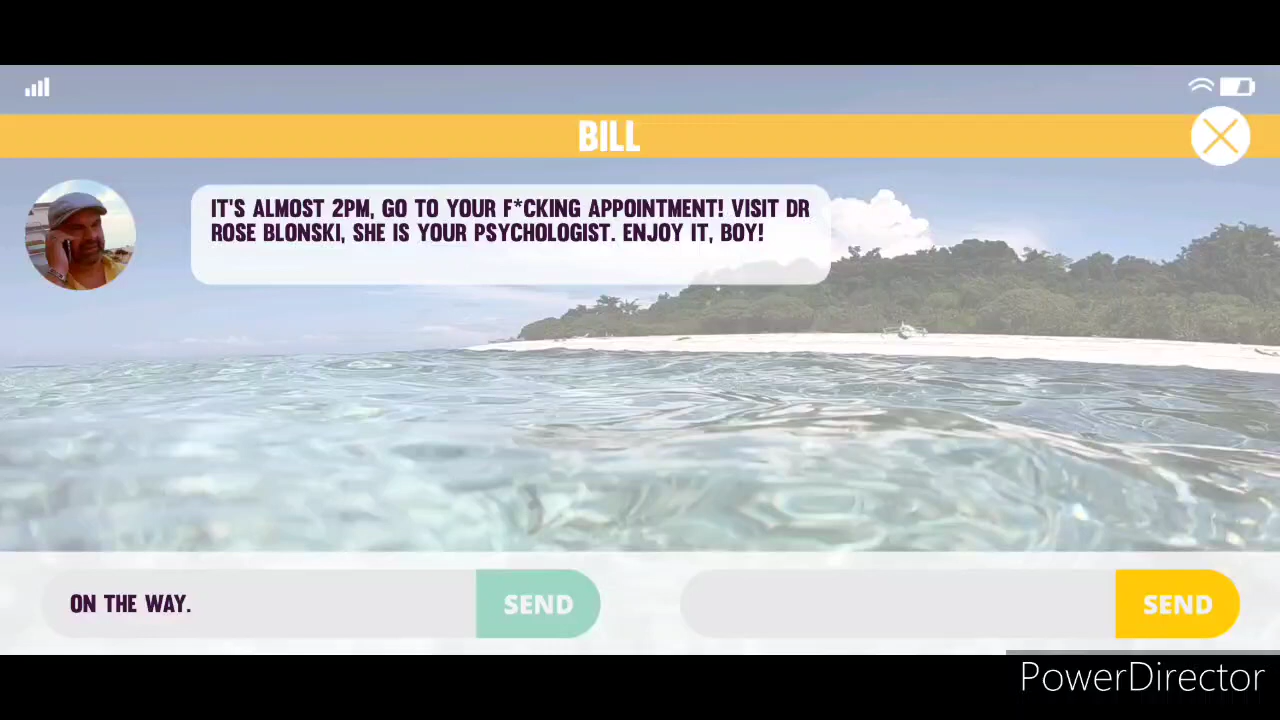 BILL
IT'S ALMOST 2PM, GO TO YOUR F*CKING APPOINTMENT! VISIT DR
ROSE BLONSKI, SHE IS YOUR PSYCHOLOGIST. ENJOY IT, BOY!
ON THE WAY.
SEND
SEND
PowerDirector